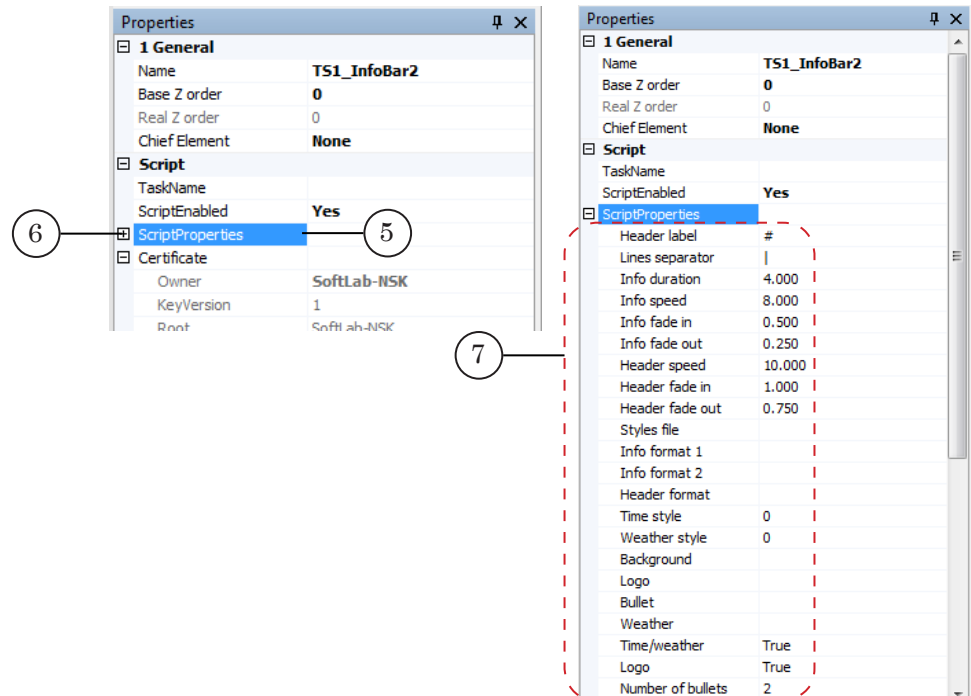 Properties
1 General
Name TS1_InfoBar2
Base Z order 0
Real Z order 0
Chief Element None
Script
TaskName
ScriptEnabled Yes
ScriptProperties
Certificate
Owner SoftLab-NSK
KeyVersion 1
Root SoftLab-NSK
6
5
Properties
1 General
Name TS1_InfoBar2
Base Z order 0
Real Z order 0
Chief Element None
Script
TaskName
ScriptEnabled Yes
ScriptProperties
Header label #
Lines separator |
Info duration 4.000
Info speed 8.000
Info fade in 0.500
Info fade out 0.250
Header speed 10.000
Header fade in 1.000
Header fade out 0.750
Styles file
Info format 1
Info format 2
Header format
Time style 0
Weather style 0
Background
Logo
Bullet
Weather
Time/weather True
Logo True
Number of bullets 2
7